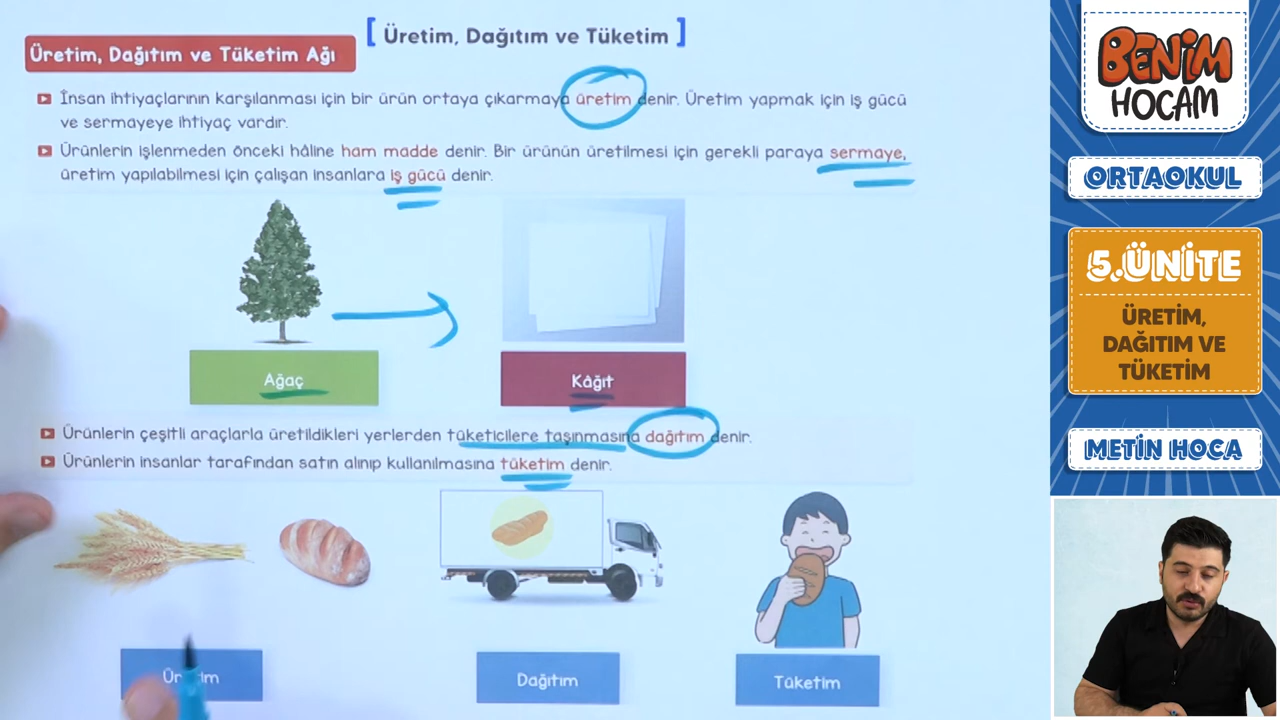 [ Üretim, Dağıtım ve Tüketim ]
Üretim, Dağıtım ve Tüketim Ağı
İnsan ihtiyaçlarının karşılanması için bir ürün ortaya çıkarmaya üretim denir. Üretim yapmak için iş gücü
ve sermayeye ihtiyaç vardır.
Ürünlerin işlenmeden önceki hâline ham madde denir. Bir ürünün üretilmesi için gerekli paraya sermaye,
üretim yapılabilmesi için çalışan insanlara iş gücü denir.
Ağaç
Kâğıt
Ürünlerin çeşitli araçlarla üretildikleri yerlerden tüketicilere taşınmasına dağıtım denir.
Ürünlerin insanlar tarafından satın alınıp kullanılmasına tüketim denir.
Üretim
Dağıtım
Tüketim
BENİM
HOCAM
ORTAOKUL
5.ÜNİTE
ÜRETİM,
DAĞITIM VE
TÜKETİM
METİN HOCA